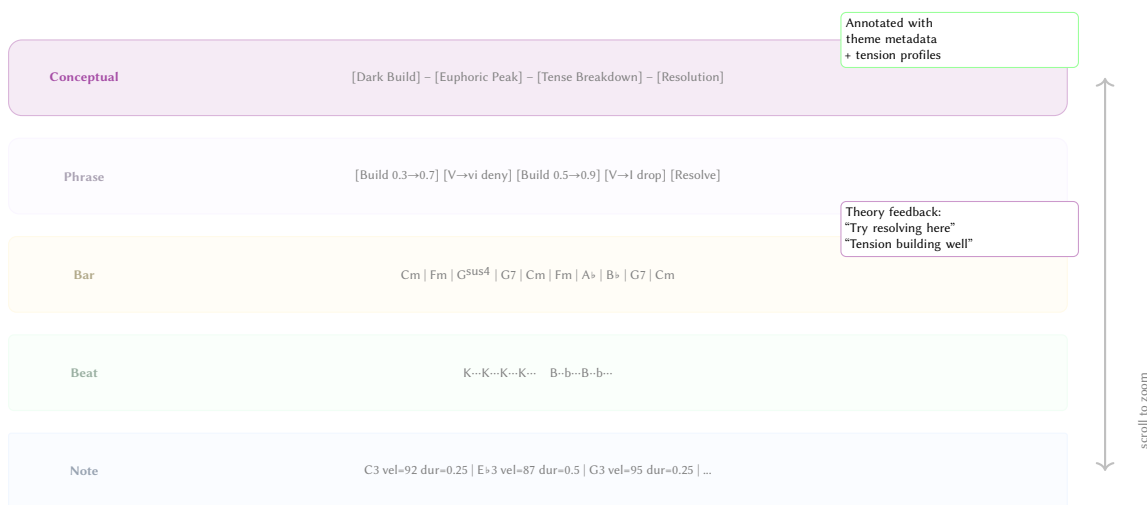 Annotated with
theme metadata
+ tension profiles
Conceptual
[Dark Build] – [Euphoric Peak] – [Tense Breakdown] – [Resolution]
Phrase
[Build 0.3→0.7] [V→vi deny] [Build 0.5→0.9] [V→I drop] [Resolve]
Theory feedback:
“Try resolving here”
“Tension building well”
Bar
Cm | Fm | Gsus4 | G7 | Cm | Fm | A♭ | B♭ | G7 | Cm
Beat
K···K···K···K··· B··b···B··b···
Note
C3 vel=92 dur=0.25 | E♭3 vel=87 dur=0.5 | G3 vel=95 dur=0.25 | ...
scroll to zoom